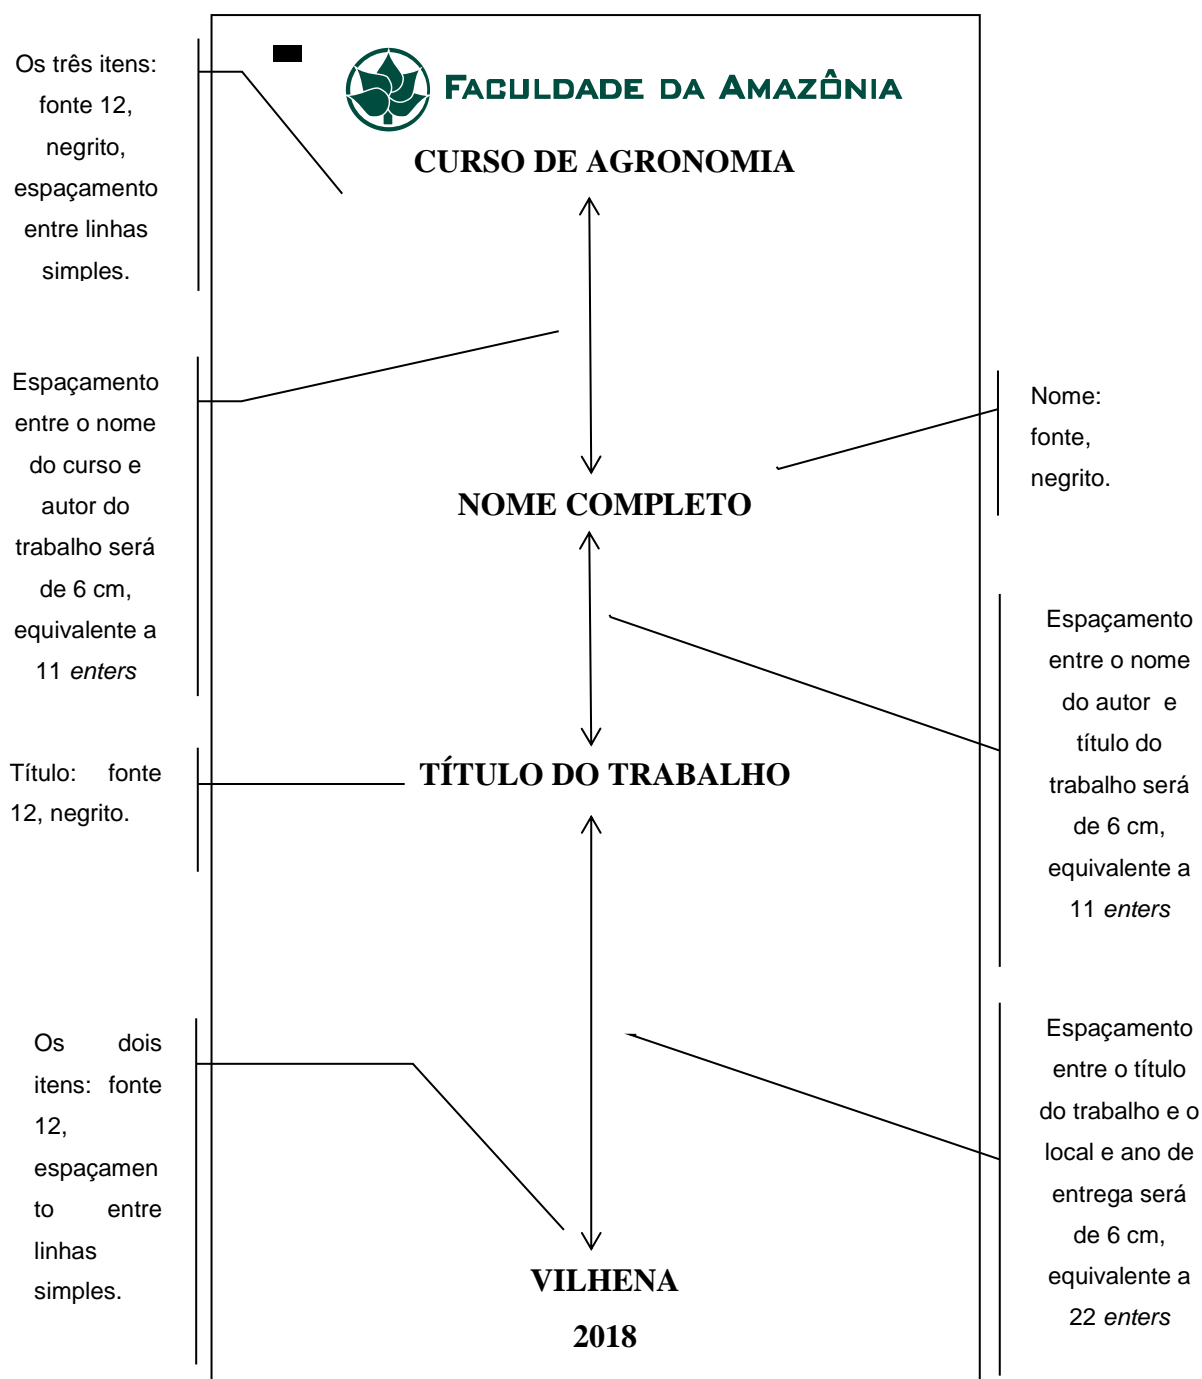 Os três itens:
fonte 12,
negrito,
espaçamento
entre linhas
simples.
FACULDADE DA AMAZÔNIA
CURSO DE AGRONOMIA
Espaçamento
entre o nome
do curso e
autor do
trabalho será
de 6 cm,
equivalente a
11 enters
Nome:
fonte,
negrito.
NOME COMPLETO
Espaçamento
entre o nome
do autor e
título do
trabalho será
de 6 cm,
equivalente a
11 enters
Título: fonte
12, negrito.
TÍTULO DO TRABALHO
Os dois
itens: fonte
12,
espaçamen
to entre
linhas
simples.
Espaçamento
entre o título
do trabalho e o
local e ano de
entrega será
de 6 cm,
equivalente a
22 enters
VILHENA
2018